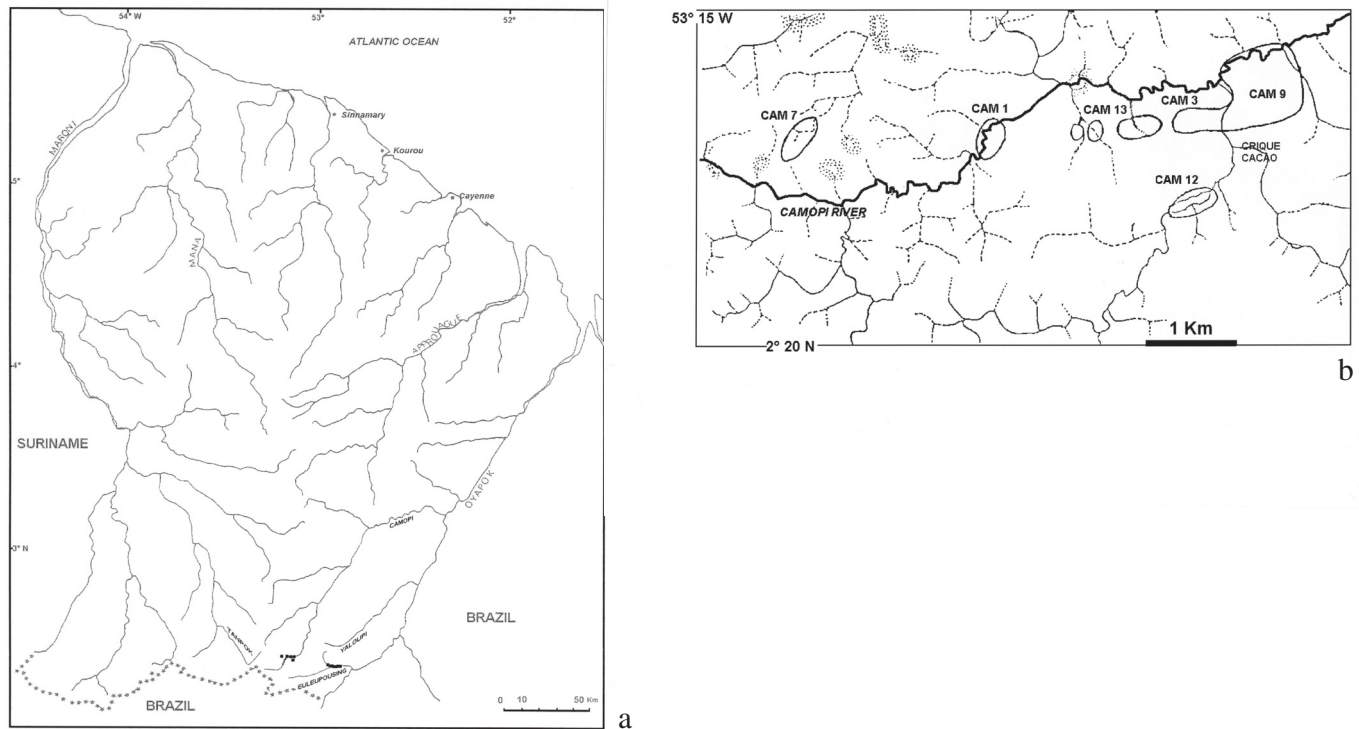 54° W 53° 52°
ATLANTIC OCEAN
MARONI
Sinnamary
Kourou
5°
Cayenne
MANA
APPROUAGUE
4°
SURINAME
OYAPOK
CAMOPI
3° N
BRAZIL
YALOUPI
EULEUPOUSING
BRAZIL
0 10 50 Km
a
53° 15 W
CAM 7
CAM 1
CAM 13
CAM 3
CAM 9
CRIQUE
CACAO
CAM 12
CAMOPI RIVER
1 Km
2° 20 N
b